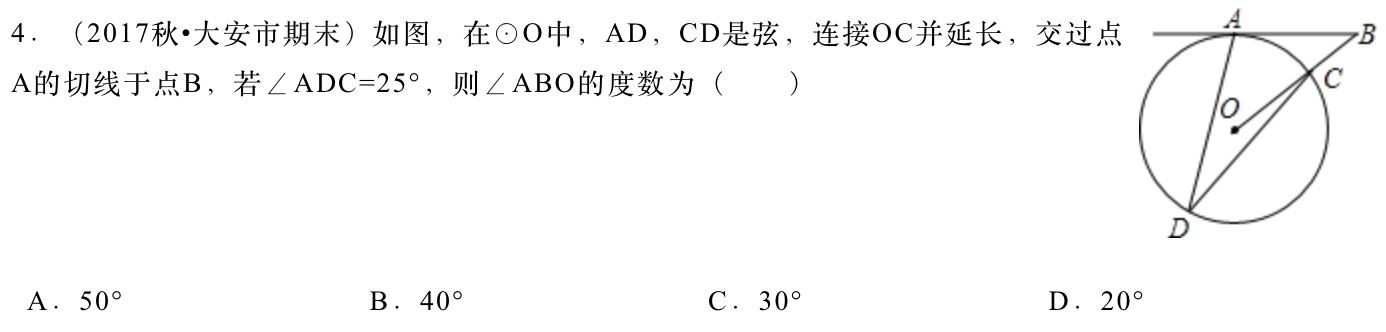 4．（2017秋•大安市期末）如图，在⊙O中，AD，CD是弦，连接OC并延长，交过点
A的切线于点B，若∠ADC=25°，则∠ABO的度数为（　　）
A
B
C
O
D
A．50°　B．40°　C．30°　D．20°